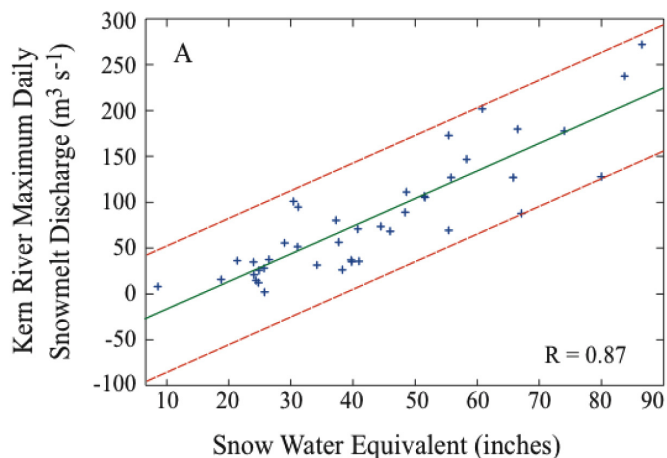 Kern River Maximum Daily
Snowmelt Discharge (m³ s⁻¹)
300
250
200
150
100
50
0
-50
-100
A
R = 0.87
10 20 30 40 50 60 70 80 90
Snow Water Equivalent (inches)